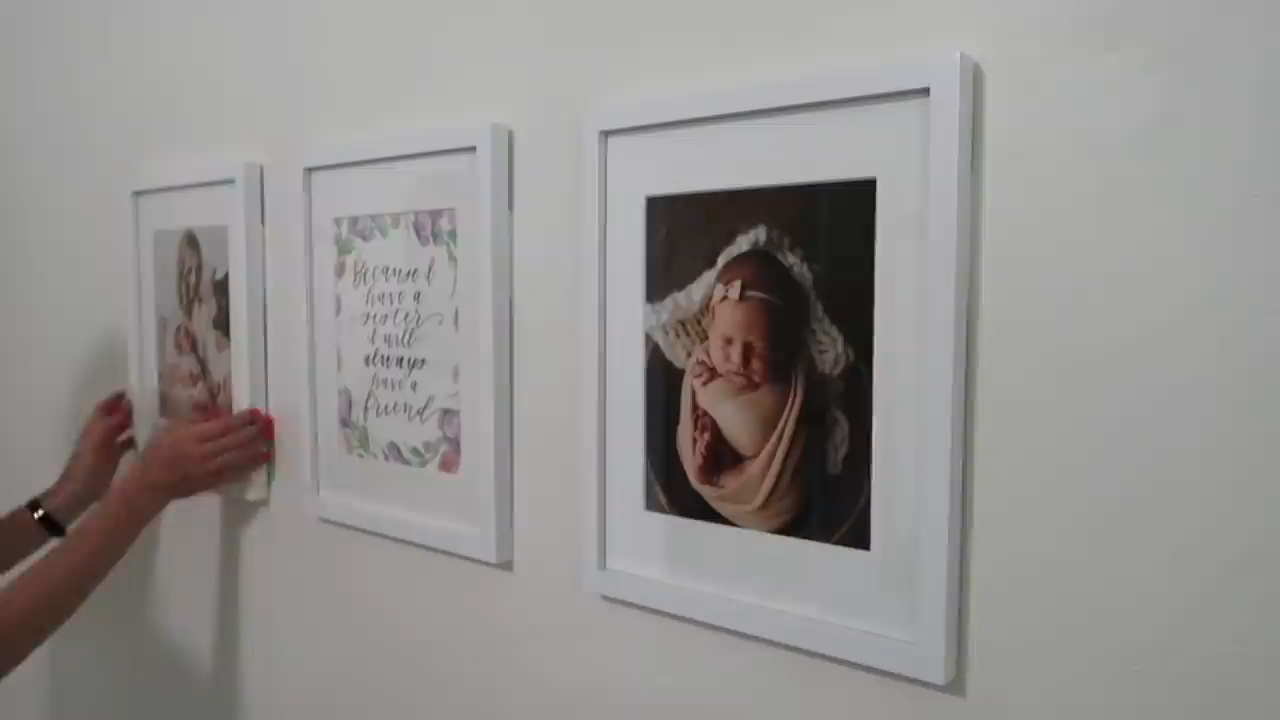 Because I
have a
sister
I will
always
have a
friend